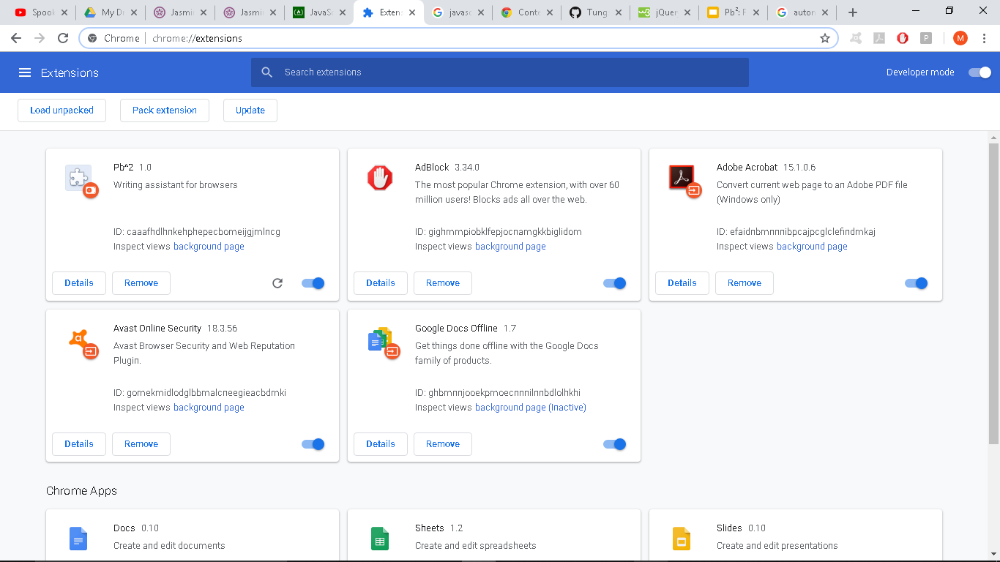 Spook
My Dr
Jasmin
Jasmin
JavaSc
Extens
javasc
Conte
Tung
jQuer
Pb²: F
auton
Chrome chrome://extensions
M
Extensions
Search extensions
Developer mode
Load unpacked
Pack extension
Update
Pb^2 1.0
Writing assistant for browsers
ID: caaafhdlhnkehphepecbomeijgjmlncg
Inspect views background page
Details
Remove
AdBlock 3.34.0
The most popular Chrome extension, with over 60
million users! Blocks ads all over the web.
ID: gighmmpiobklfepjocnamgkkbiglidom
Inspect views background page
Details
Remove
Adobe Acrobat 15.1.0.6
Convert current web page to an Adobe PDF file
(Windows only)
ID: efaidnbmnnnibpcajpcglclefindmkaj
Inspect views background page
Details
Remove
Avast Online Security 18.3.56
Avast Browser Security and Web Reputation
Plugin.
ID: gomekmidlodglbbmalcneegieacbdmki
Inspect views background page
Details
Remove
Google Docs Offline 1.7
Get things done offline with the Google Docs
family of products.
ID: ghbmnnjooekpmoecnnnilnnbdlolhkhi
Inspect views background page (Inactive)
Details
Remove
Chrome Apps
Docs 0.10
Create and edit documents
Sheets 1.2
Create and edit spreadsheets
Slides 0.10
Create and edit presentations